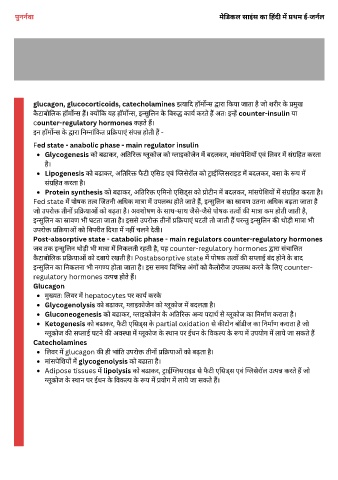 पुनर्नवा
मेडिकल साइंस का हिंदी में प्रथम ई-जर्नल
glucagon, glucocorticoids, catecholamines इत्यादि हॉर्मोन्स द्वारा किया जाता है जो शरीर के प्रमुख
कैटाबोलिक हॉर्मोन्स हैं। क्योंकि यह हॉर्मोन्स, इन्सुलिन के विरुद्ध कार्य करते हैं अतः इन्हें counter-insulin या
counter-regulatory hormones कहते हैं।
इन हॉर्मोन्स के द्वारा निम्नांकित प्रक्रियाएं संपन्न होती हैं -
Fed state - anabolic phase - main regulator insulin
Glycogenesis को बढ़ाकर, अतिरिक्त ग्लूकोज को ग्लाइकोजेन में बदलकर, मांसपेशियों एवं लिवर में संग्रहित करता
है।
Lipogenesis को बढ़ाकर, अतिरिक्त फैटी एसिड एवं ग्लिसेरॉल को ट्राईग्लिसराइड में बदलकर, वसा के रूप में
संग्रहित करता है।
Protein synthesis को बढ़ाकर, अतिरिक्त एमिनो एसिड्स को प्रोटीन में बदलकर, मांसपेशियों में संग्रहित करता है।
Fed state में पोषक तत्व जितनी अधिक मात्रा में उपलब्ध होते जाते हैं, इन्सुलिन का स्रावण उतना अधिक बढ़ता जाता है
जो उपरोक्त तीनों प्रक्रियाओं को बढ़ाता है। अवशोषण के साथ-साथ जैसे-जैसे पोषक तत्वों की मात्रा कम होती जाती है,
इन्सुलिन का स्रावण भी घटता जाता है। इससे उपरोक्त तीनों प्रक्रियाएं घटती तो जाती हैं परन्तु इन्सुलिन की थोड़ी मात्रा भी
उपरोक्त प्रक्रियाओं को विपरीत दिशा में नहीं चलने देती।
Post-absorptive state - catabolic phase - main regulators counter-regulatory hormones
जब तक इन्सुलिन थोड़ी भी मात्रा में निकलती रहती है, यह counter-regulatory hormones द्वारा संचालित
कैटाबोलिक प्रक्रियाओं को दबाये रखती है। Postabsorptive state में पोषक तत्वों की सप्लाई बंद होने के बाद
इन्सुलिन का निकलना भी नगण्य होता जाता है। इस समय विभिन्न अंगों को कैलोरीज उपलब्ध करने के लिए counter-
regulatory hormones उत्पन्न होते हैं।
Glucagon
मुख्यतः लिवर में hepatocytes पर कार्य करके
Glycogenolysis को बढ़ाकर, ग्लाइकोजेन को ग्लूकोज में बदलता है।
Gluconeogenesis को बढ़ाकर, ग्लाइकोजेन के अतिरिक्त अन्य पदार्थ से ग्लूकोज का निर्माण कराता है।
Ketogenesis को बढ़ाकर, फैटी एसिड्स के partial oxidation से कीटोन बॉडीज का निर्माण कराता है जो
ग्लूकोज की सप्लाई घटने की अवस्था में ग्लूकोज के स्थान पर ईंधन के विकल्प के रूप में उपयोग में लाये जा सकते हैं
Catecholamines
लिवर में glucagon की ही भांति उपरोक्त तीनों प्रक्रियाओं को बढ़ाता है।
मांसपेशियों में glycogenolysis को बढ़ाता है।
Adipose tissues में lipolysis को बढ़ाकर, ट्राईग्लिसराइड से फैटी एसिड्स एवं ग्लिसेरॉल उत्पन्न करते हैं जो
ग्लूकोज के स्थान पर ईंधन के विकल्प के रूप में प्रयोग में लाये जा सकते हैं।